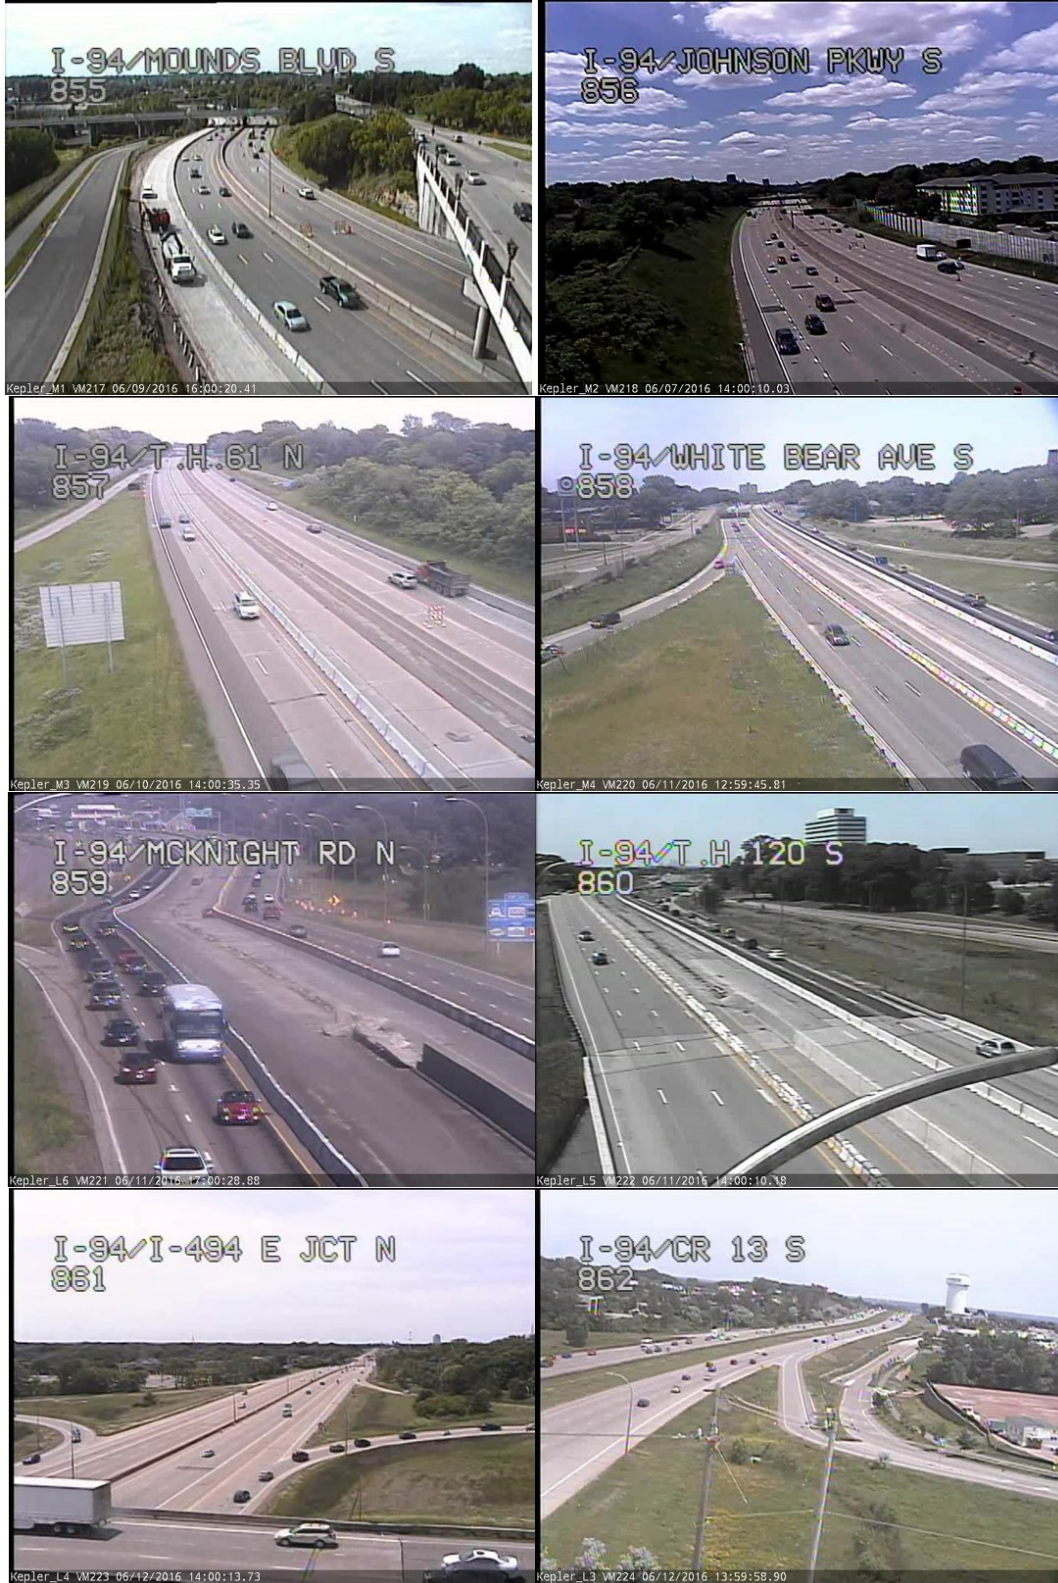 I-94/MOUNDS BLVD S
855
Kepler_M1 VM217 06/09/2016 16:00:20.41
I-94/JOHNSON PKWY S
856
Kepler_M2 VM218 06/07/2016 14:00:10.03
I-94/T.H.61 N
857
Kepler_M3 VM219 06/10/2016 14:00:35.35
I-94/WHITE BEAR AVE S
858
Kepler_M4 VM220 06/11/2016 12:59:45.81
I-94/MCKNIGHT RD N
859
Kepler_L6 VM221 06/11/2016 17:00:28.88
I-94/T.H 120 S
860
Kepler_L5 VM222 06/11/2016 14:00:10.18
I-94/I-494 E JCT N
861
Kepler_L4 VM223 06/12/2016 14:00:13.73
I-94/CR 13 S
862
Kepler_L3 VM224 06/12/2016 13:59:58.90